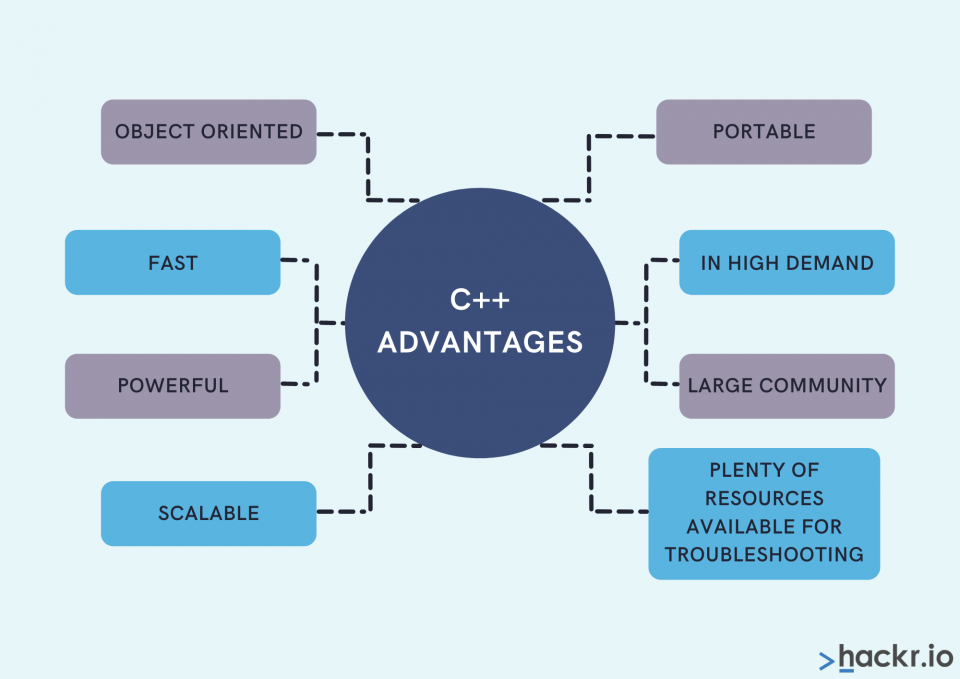 OBJECT ORIENTED
PORTABLE
FAST
IN HIGH DEMAND
C++
ADVANTAGES
POWERFUL
LARGE COMMUNITY
SCALABLE
PLENTY OF
RESOURCES
AVAILABLE FOR
TROUBLESHOOTING
>hackr.io